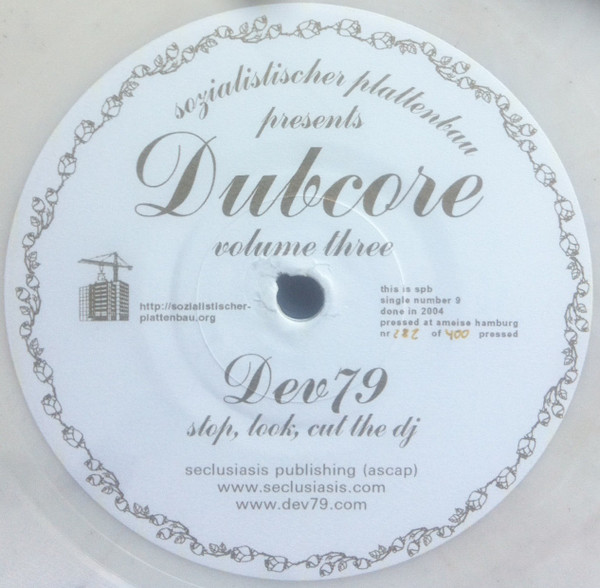 sozialistischer plattenbau
presents
Dubcore
volume three
http://sozialistischer-
plattenbau.org
this is spb
single number 9
done in 2004
pressed at ameise hamburg
nr 282 of 400 pressed
Dev79
stop, look, cut the dj
seclusiasis publishing (ascap)
www.seclusiasis.com
www.dev79.com